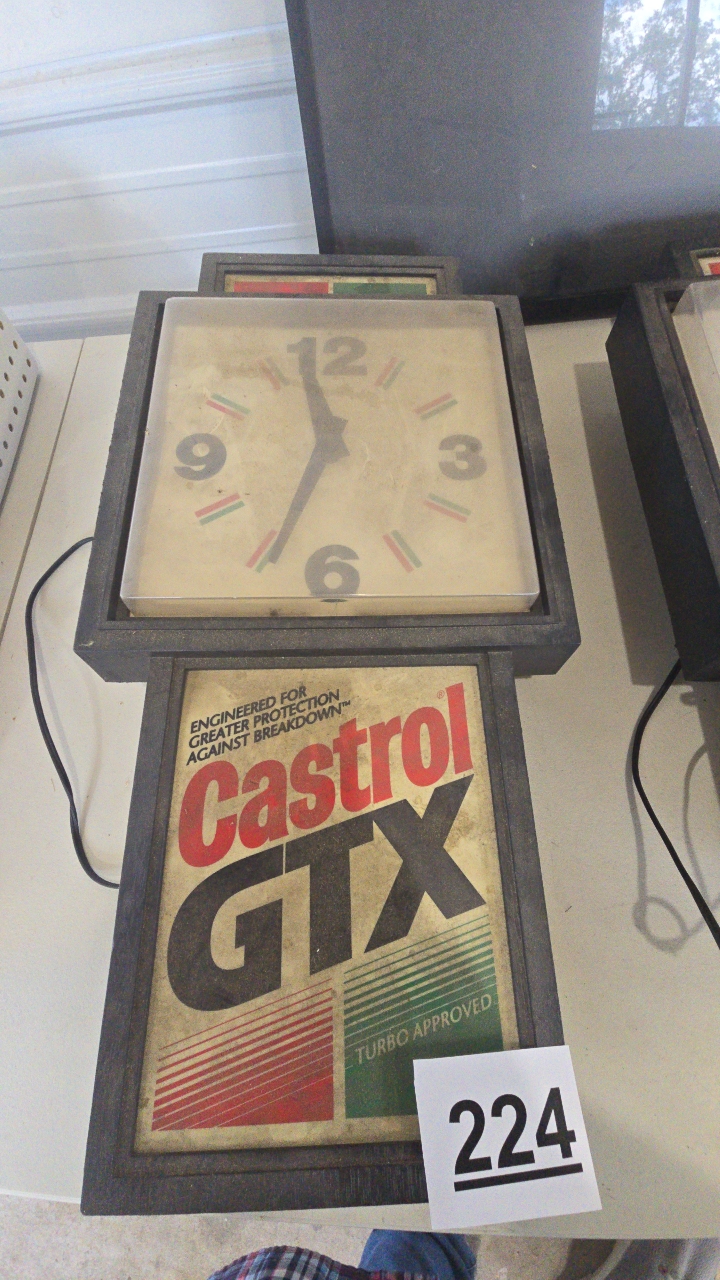 12
9
3
6
ENGINEERED FOR
GREATER PROTECTION
AGAINST BREAKDOWN™
Castrol®
GTX
TURBO APPROVED
224